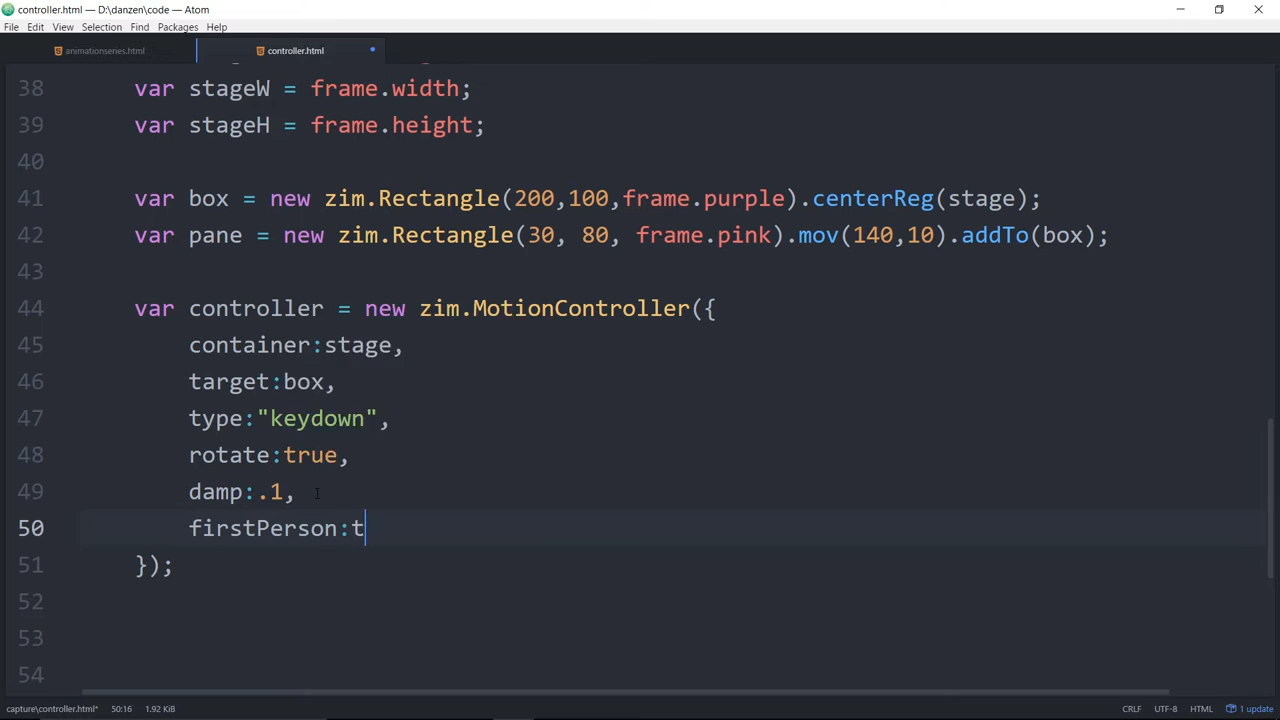 controller.html — D:\danzen\code — Atom
File Edit View Selection Find Packages Help
animationseries.html controller.html
38 var stageW = frame.width;
39 var stageH = frame.height;
40
41 var box = new zim.Rectangle(200,100,frame.purple).centerReg(stage);
42 var pane = new zim.Rectangle(30, 80, frame.pink).mov(140,10).addTo(box);
43
44 var controller = new zim.MotionController({
45 container:stage,
46 target:box,
47 type:"keydown",
48 rotate:true,
49 damp:.1,
50 firstPerson:t
51 });
52
53
54
capture\controller.html* 50:16 1.92 KiB CRLF UTF-8 HTML 1 update